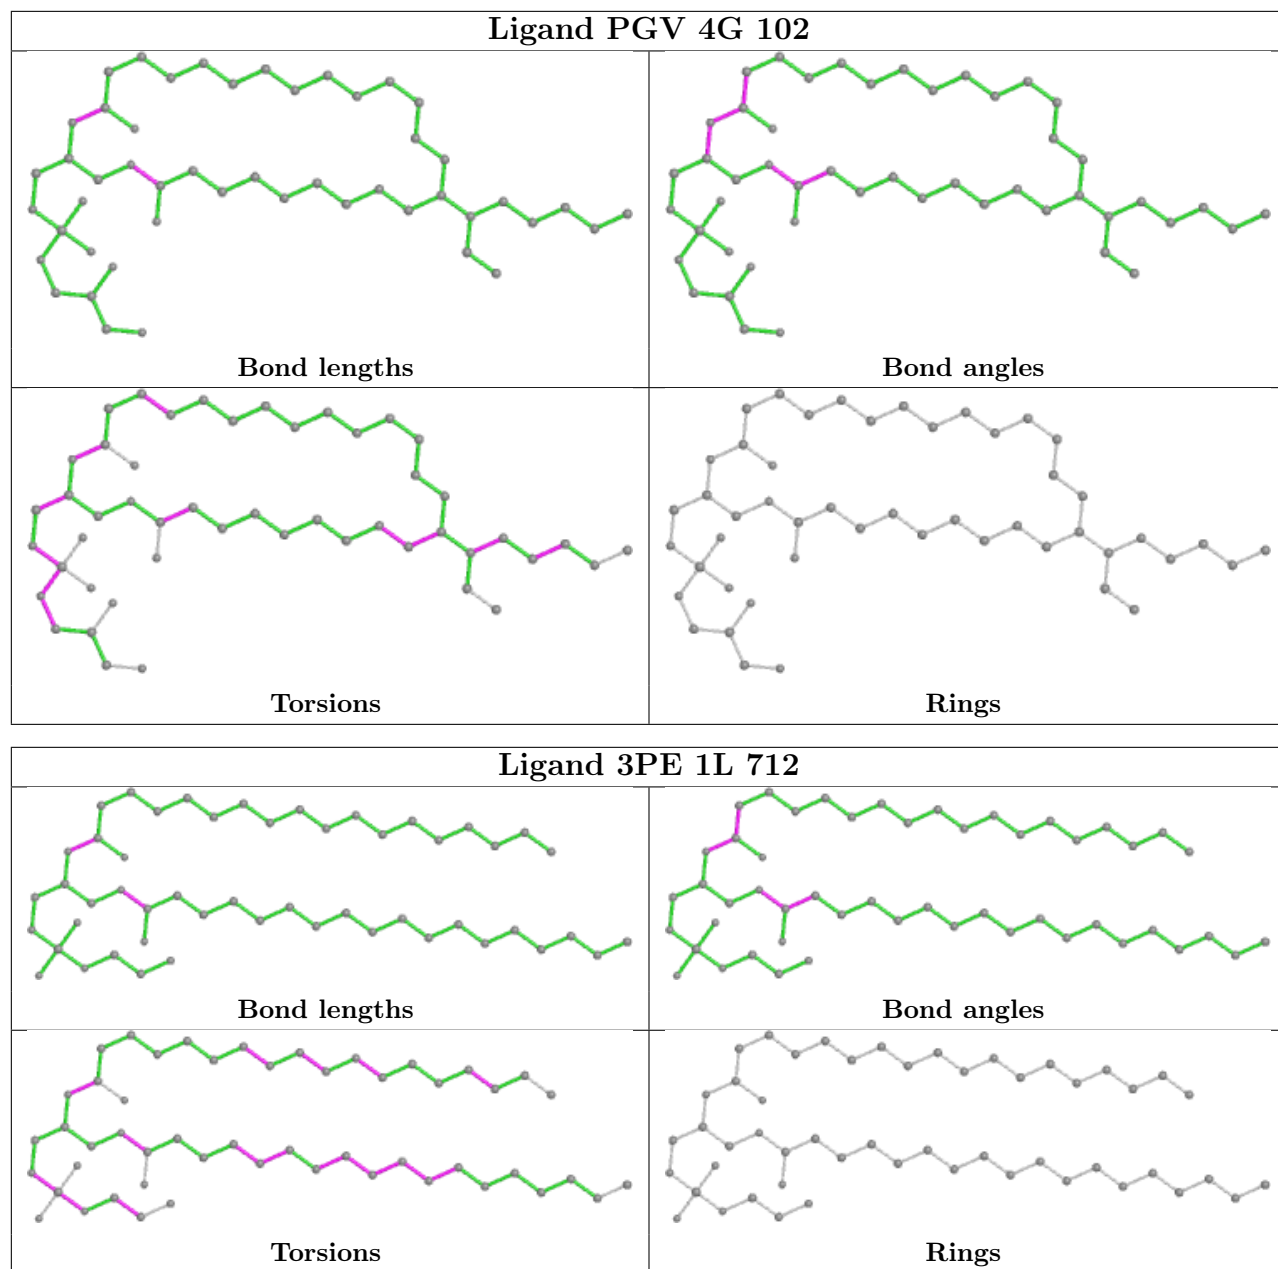 Ligand PGV 4G 102
Bond lengths
Bond angles
Torsions
Rings
Ligand 3PE 1L 712
Bond lengths
Bond angles
Torsions
Rings